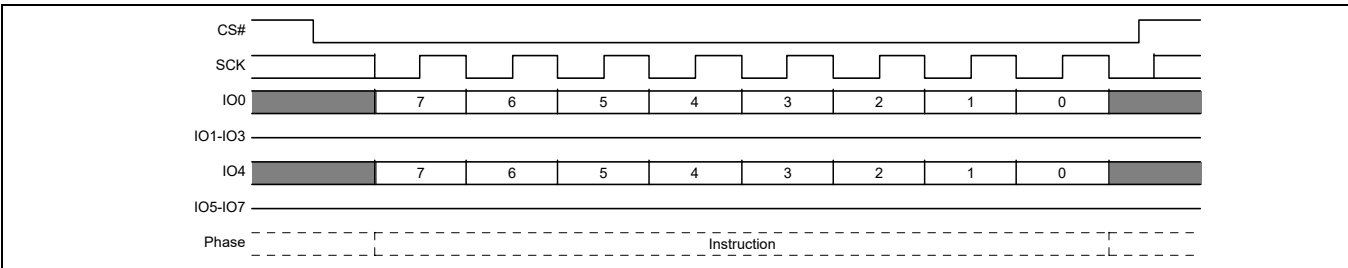 CS#
SCK
IO0 7 6 5 4 3 2 1 0
IO1-IO3
IO4 7 6 5 4 3 2 1 0
IO5-IO7
Phase Instruction